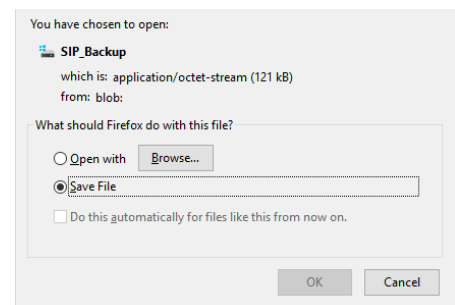 You have chosen to open:
SIP_Backup
which is: application/octet-stream (121 kB)
from: blob:
What should Firefox do with this file?
Open with Browse...
Save File
Do this automatically for files like this from now on.
OK Cancel